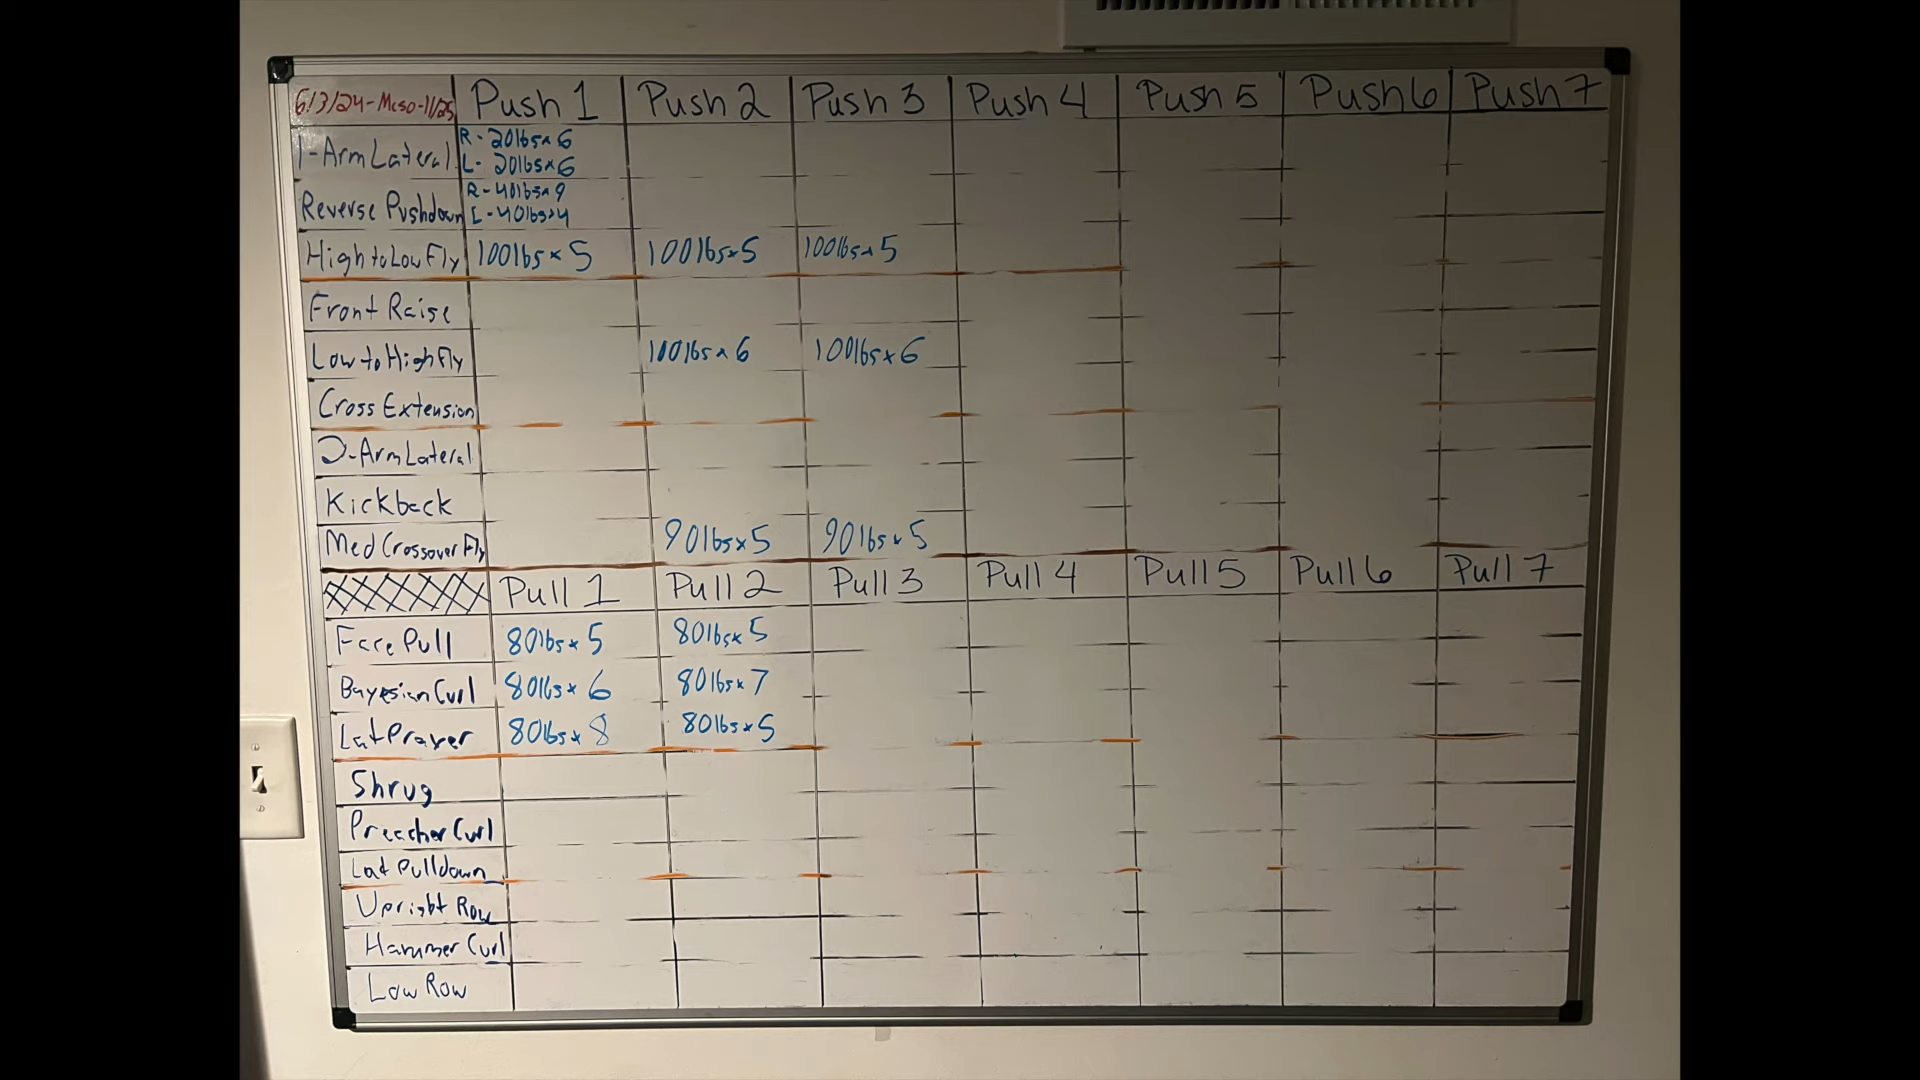 6/3/24-Meso-11/25 Push 1 Push 2 Push 3 Push 4 Push 5 Push 6 Push 7
1-Arm Lateral R-20lbs×6
L-20lbs×6
Reverse Pushdown R-40lbs×9
L-40lbs×4
High to Low Fly 100lbs×5 100lbs×5 100lbs×5
Front Raise
Low to High Fly 100lbs×6 100lbs×6
Cross Extension
2-Arm Lateral
Kickback
Med Crossover Fly 90lbs×5 90lbs×5
Pull 1 Pull 2 Pull 3 Pull 4 Pull 5 Pull 6 Pull 7
Face Pull 80lbs×5 80lbs×5
Bayesian Curl 80lbs×6 80lbs×7
Lat Prayer 80lbs×8 80lbs×5
Shrug
Preacher Curl
Lat Pulldown
Upright Row
Hammer Curl
Low Row